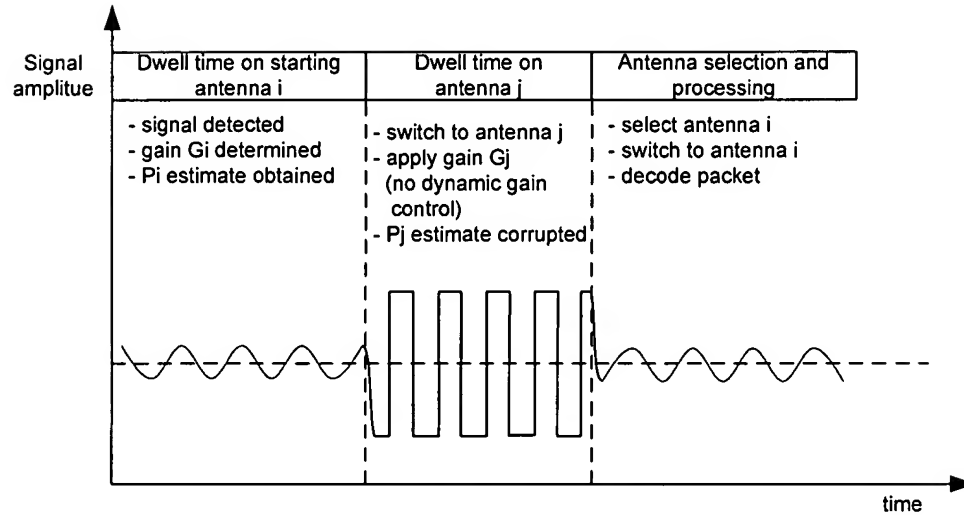 Signal
amplitue
Dwell time on starting
antenna i
Dwell time on
antenna j
Antenna selection and
processing
- signal detected
- gain Gi determined
- Pi estimate obtained
- switch to antenna j
- apply gain Gj
(no dynamic gain
control)
- Pj estimate corrupted
- select antenna i
- switch to antenna i
- decode packet
time